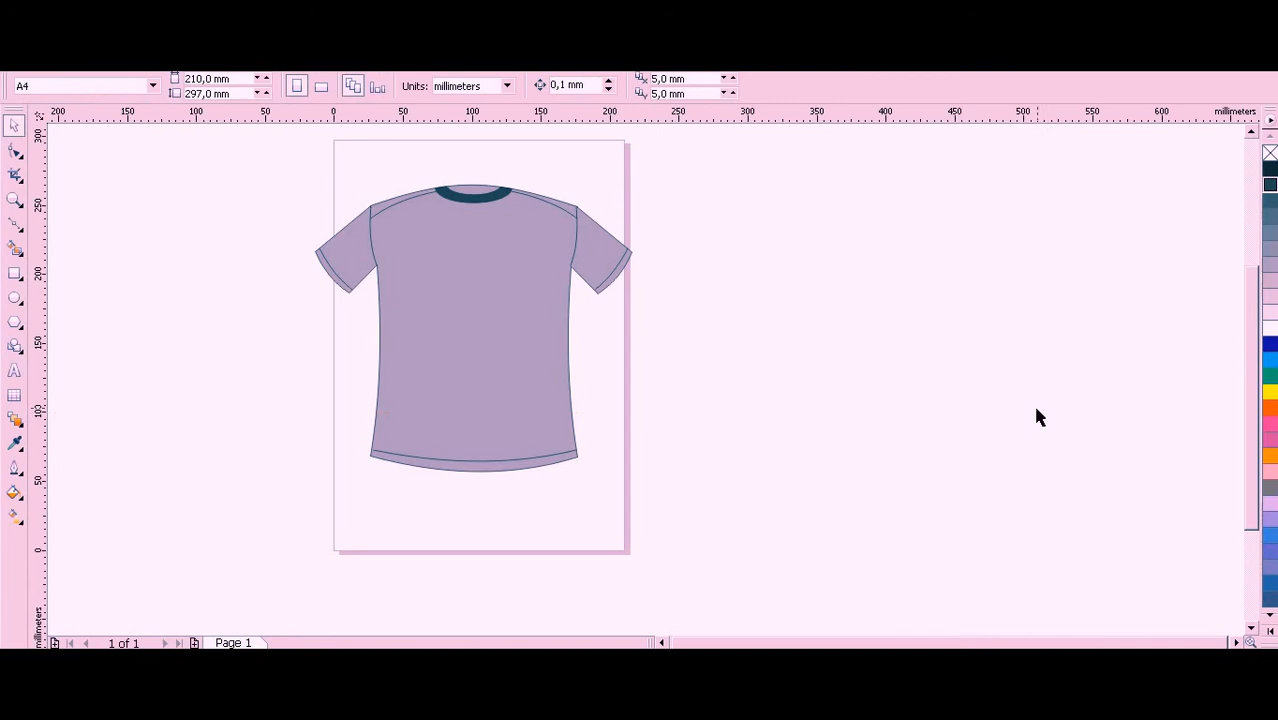 210,0 mm
A4
Units: millimeters
0,1 mm
5,0 mm
297,0 mm
5,0 mm
200 150 100 50 0 50 100 150 200 250 300 350 400 450 500 550 600 millimeters
300
250
200
150
100
50
0
millimeters
1 of 1
Page 1